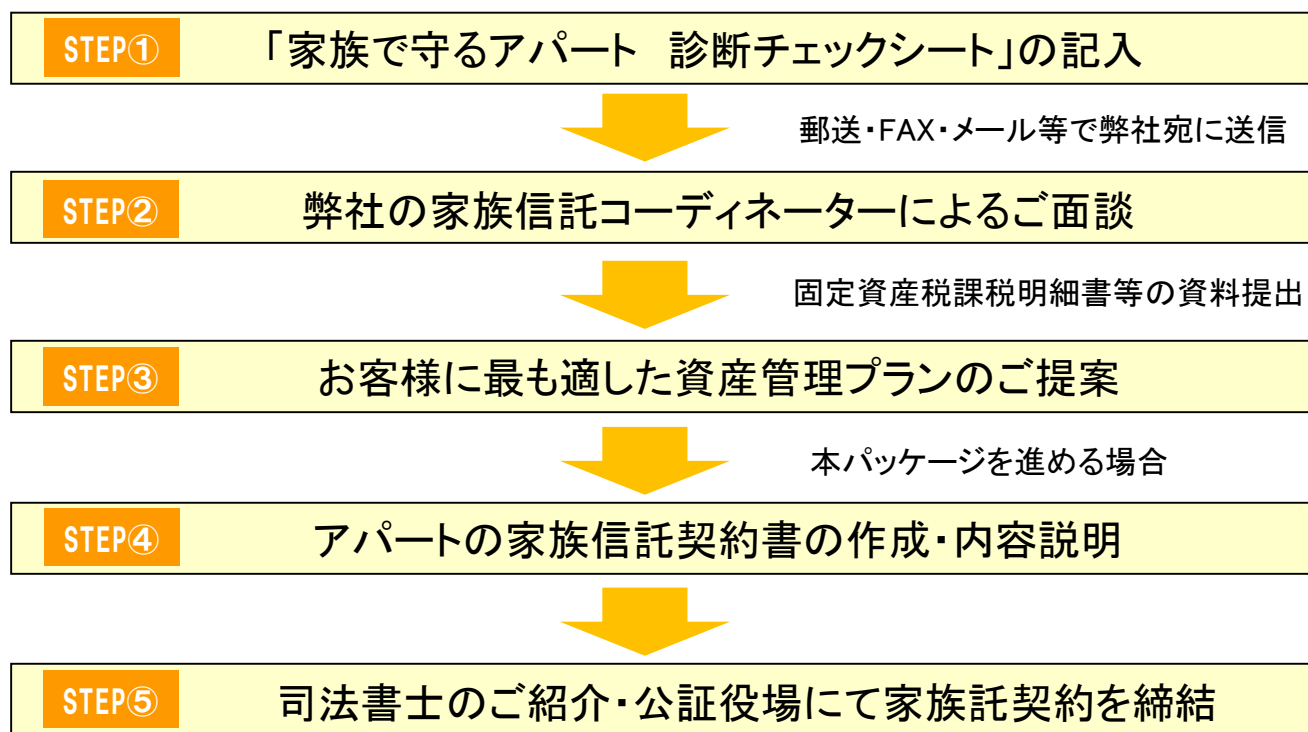 STEP① 「家族で守るアパート 診断チェックシート」の記入
郵送・FAX・メール等で弊社宛に送信
STEP② 弊社の家族信託コーディネーターによるご面談
固定資産税課税明細書等の資料提出
STEP③ お客様に最も適した資産管理プランのご提案
本パッケージを進める場合
STEP④ アパートの家族信託契約書の作成・内容説明
STEP⑤ 司法書士のご紹介・公証役場にて家族託契約を締結